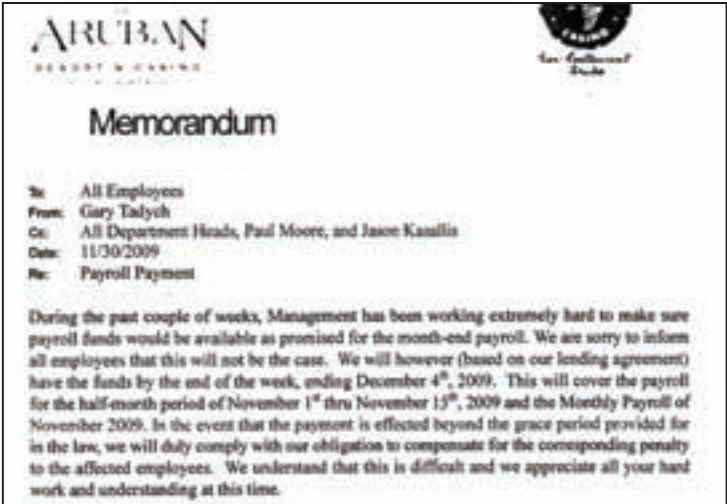 ARUBAN
RESORT & CASINO
CASINO
Memorandum
To: All Employees
From: Gary Tadych
Cc: All Department Heads, Paul Moore, and Jason Kasallis
Date: 11/30/2009
Re: Payroll Payment
During the past couple of weeks, Management has been working extremely hard to make sure
payroll funds would be available as promised for the month-end payroll. We are sorry to inform
all employees that this will not be the case. We will however (based on our lending agreement)
have the funds by the end of the week, ending December 4th, 2009. This will cover the payroll
for the half-month period of November 1st thru November 15th, 2009 and the Monthly Payroll of
November 2009. In the event that the payment is effected beyond the grace period provided for
in the law, we will duly comply with our obligation to compensate for the corresponding penalty
to the affected employees. We understand that this is difficult and we appreciate all your hard
work and understanding at this time.